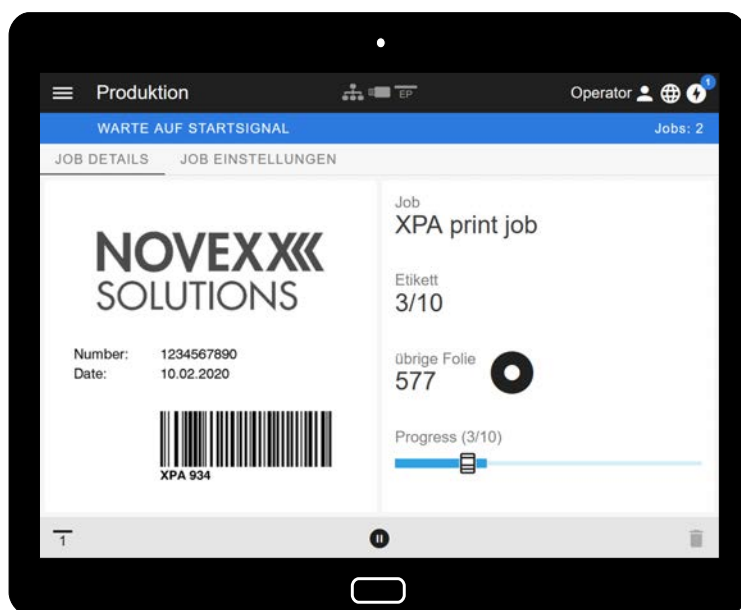 Produktion
EP
Operator
1
WARTE AUF STARTSIGNAL
Jobs: 2
JOB DETAILS
JOB EINSTELLUNGEN
NOVEXX
SOLUTIONS
Number: 1234567890
Date: 10.02.2020
XPA 934
Job
XPA print job
Etikett
3/10
übrige Folie
577
Progress (3/10)
1